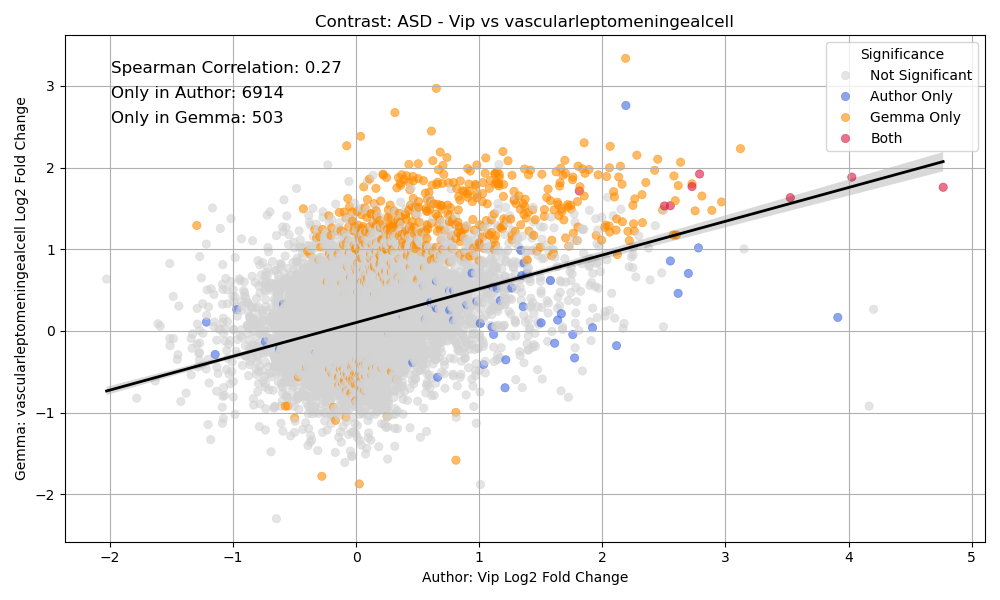 Contrast: ASD - Vip vs vascularleptomeningealcell
Spearman Correlation: 0.27
Only in Author: 6914
Only in Gemma: 503
Significance
Not Significant
Author Only
Gemma Only
Both
Gemma: vascularleptomeningealcell Log2 Fold Change
3
2
1
0
−1
−2
−2
−1
0
1
2
3
4
5
Author: Vip Log2 Fold Change